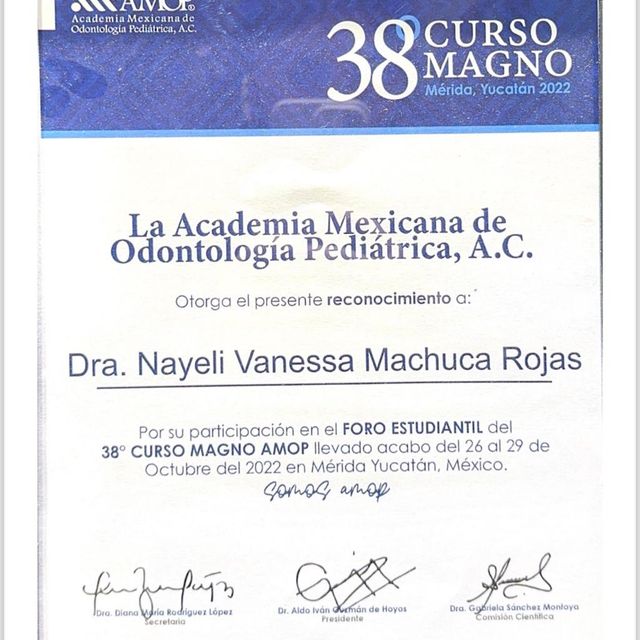 AMOP®
Academia Mexicana de
Odontología Pediátrica, A.C.
38° CURSO
MAGNO
Mérida, Yucatán 2022
La Academia Mexicana de
Odontología Pediátrica, A.C.
Otorga el presente reconocimiento a:
Dra. Nayeli Vanessa Machuca Rojas
Por su participación en el FORO ESTUDIANTIL del
38° CURSO MAGNO AMOP llevado acabo del 26 al 29 de
Octubre del 2022 en Mérida Yucatán, México.
somos amop
Dra. Diana María Rodríguez López
Secretaria
Dr. Aldo Iván Guzmán de Hoyos
Presidente
Dra. Gabriela Sánchez Montoya
Comisión Científica